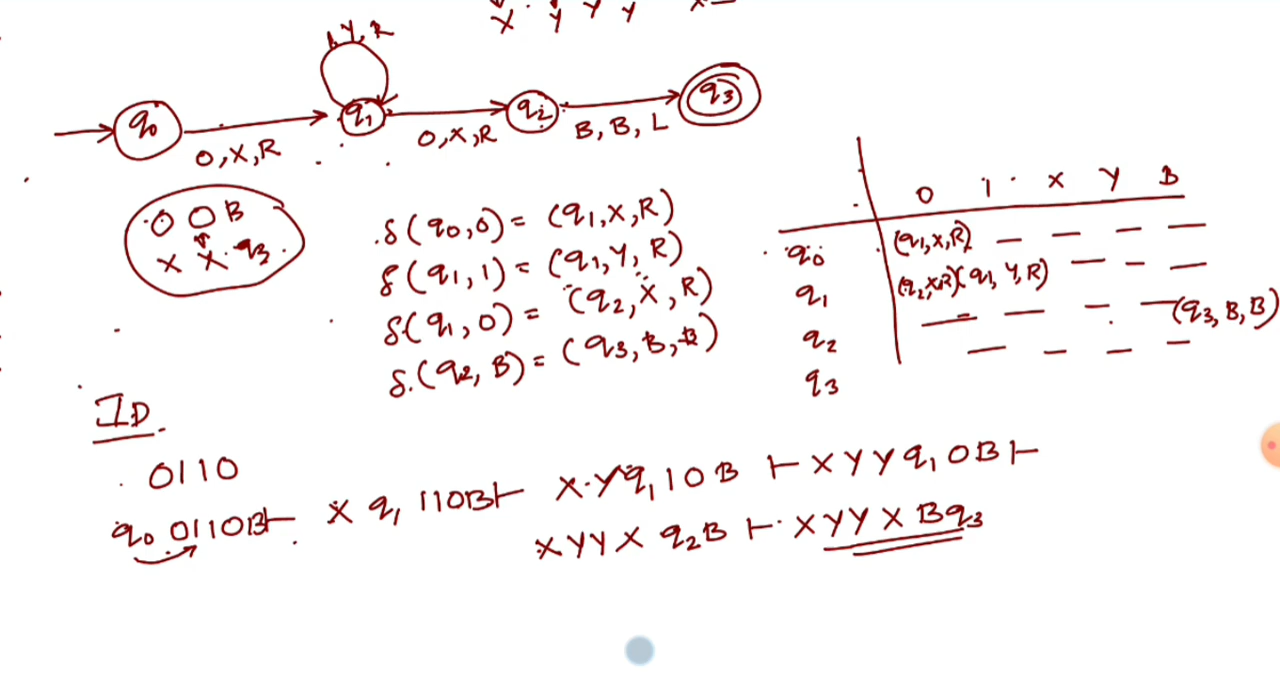 X Y Y Y X
1, Y, R
q0 q1 q2 q3
0,X,R 0,X,R B, B, L
0 0 B
X X q3
δ(q0,0) = (q1,X,R)
δ(q1,1) = (q1,Y,R)
δ(q1,0) = (q2,X,R)
δ(q2,B) = (q3,B,B)
0 1 X Y B
q0 (q1,X,R) — — — —
q1 (q2,X,R) (q1,Y,R) — — —
q2 — — — — (q3,B,B)
q3 — — — —
ID
0110
q0 0110B ⊢ X q1 110B ⊢ X Y q1 10B ⊢ X Y Y q1 0B ⊢
X Y Y X q2 B ⊢ X Y Y X B q3